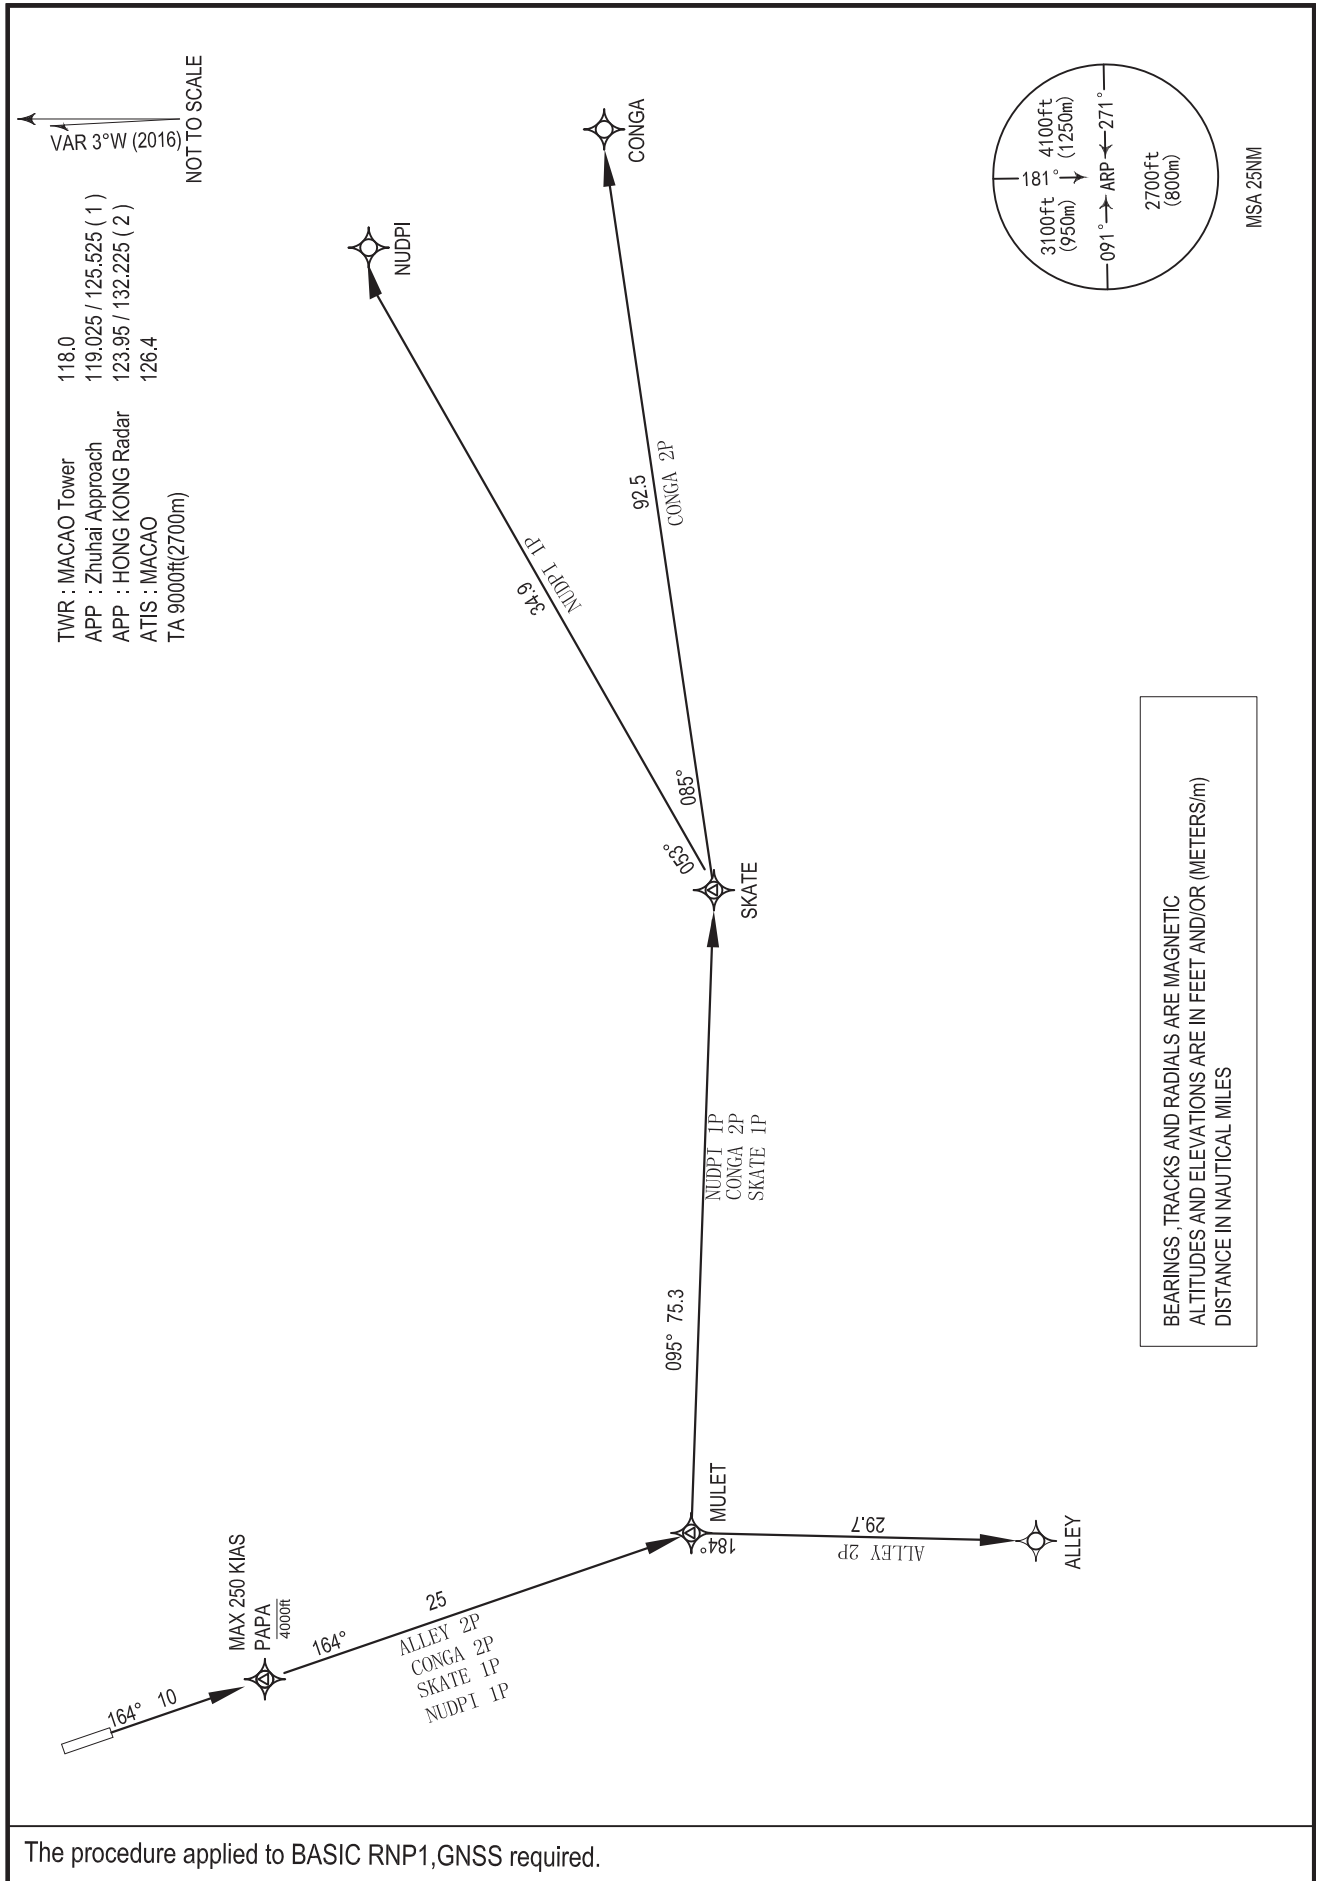 VAR 3°W (2016)
NOT TO SCALE
TWR : MACAO Tower 118.0
APP : Zhuhai Approach 119.025 / 125.525 ( 1 )
APP : HONG KONG Radar 123.95 / 132.225 ( 2 )
ATIS : MACAO 126.4
TA 9000ft(2700m)
164° 10
MAX 250 KIAS
PAPA
4000ft
164°
25
ALLEY 2P
CONGA 2P
SKATE 1P
NUDPI 1P
MULET
184°
29.7
ALLEY 2P
ALLEY
095° 75.3
NUDPI 1P
CONGA 2P
SKATE 1P
SKATE
053°
34.9
NUDPI 1P
NUDPI
085°
92.5
CONGA 2P
CONGA
3100ft
(950m)
181°
4100ft
(1250m)
091° ARP 271°
2700ft
(800m)
MSA 25NM
BEARINGS ,TRACKS AND RADIALS ARE MAGNETIC
ALTITUDES AND ELEVATIONS ARE IN FEET AND/OR (METERS/m)
DISTANCE IN NAUTICAL MILES
The procedure applied to BASIC RNP1,GNSS required.